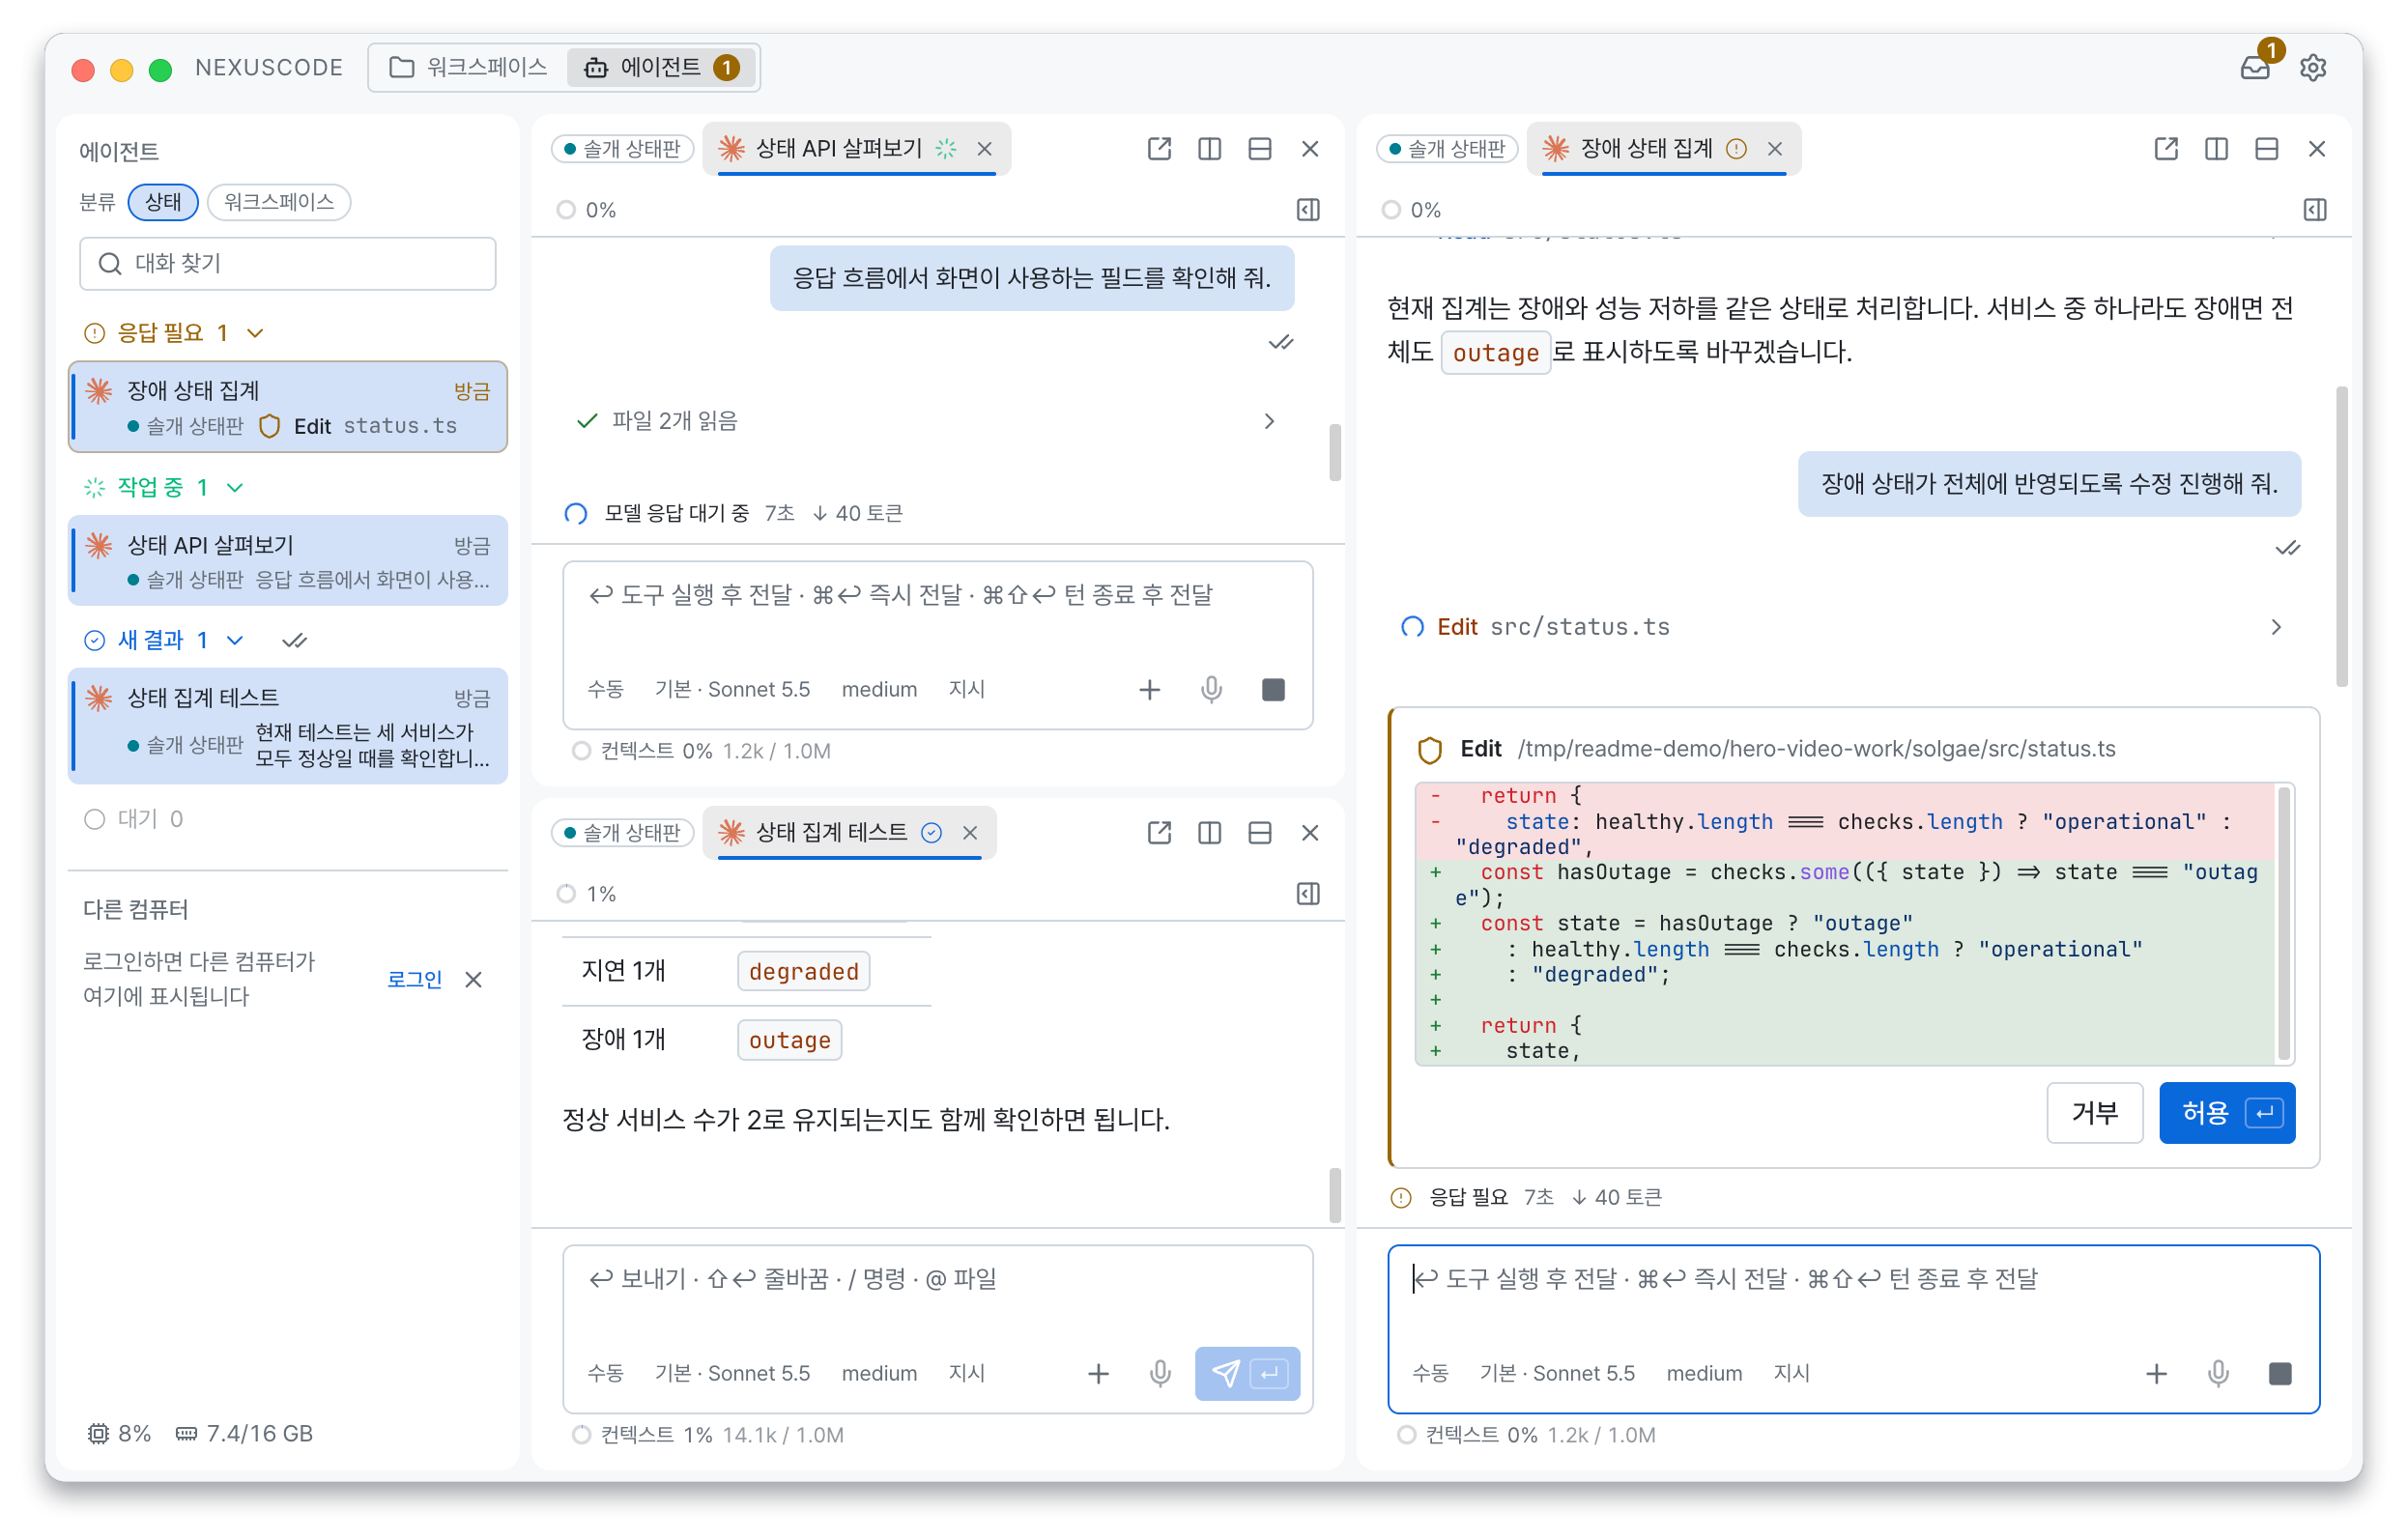 NEXUSCODE
워크스페이스
에이전트 1
1
에이전트
분류 상태 워크스페이스
대화 찾기
응답 필요 1
장애 상태 집계 방금
솔개 상태판 Edit status.ts
작업 중 1
상태 API 살펴보기 방금
솔개 상태판 응답 흐름에서 화면이 사용...
새 결과 1
상태 집계 테스트 방금
솔개 상태판 현재 테스트는 세 서비스가
모두 정상일 때를 확인합니...
대기 0
다른 컴퓨터
로그인하면 다른 컴퓨터가
여기에 표시됩니다
로그인
8% 7.4/16 GB
솔개 상태판 상태 API 살펴보기
0%
응답 흐름에서 화면이 사용하는 필드를 확인해 줘.
파일 2개 읽음
모델 응답 대기 중 7초 ↓ 40 토큰
↩ 도구 실행 후 전달 · ⌘↩ 즉시 전달 · ⌘⇧↩ 턴 종료 후 전달
수동 기본 · Sonnet 5.5 medium 지시
컨텍스트 0% 1.2k / 1.0M
솔개 상태판 상태 집계 테스트
1%
지연 1개 degraded
장애 1개 outage
정상 서비스 수가 2로 유지되는지도 함께 확인하면 됩니다.
↩ 보내기 · ⇧↩ 줄바꿈 · / 명령 · @ 파일
수동 기본 · Sonnet 5.5 medium 지시
컨텍스트 1% 14.1k / 1.0M
솔개 상태판 장애 상태 집계
0%
현재 집계는 장애와 성능 저하를 같은 상태로 처리합니다. 서비스 중 하나라도 장애면 전
체도 outage로 표시하도록 바꾸겠습니다.
장애 상태가 전체에 반영되도록 수정 진행해 줘.
Edit src/status.ts
Edit /tmp/readme-demo/hero-video-work/solgae/src/status.ts
- return {
- state: healthy.length === checks.length ? "operational" :
"degraded",
+ const hasOutage = checks.some(({ state }) => state === "outag
e");
+ const state = hasOutage ? "outage"
+ : healthy.length === checks.length ? "operational"
+ : "degraded";
+
+ return {
+ state,
거부 허용
응답 필요 7초 ↓ 40 토큰
↩ 도구 실행 후 전달 · ⌘↩ 즉시 전달 · ⌘⇧↩ 턴 종료 후 전달
수동 기본 · Sonnet 5.5 medium 지시
컨텍스트 0% 1.2k / 1.0M